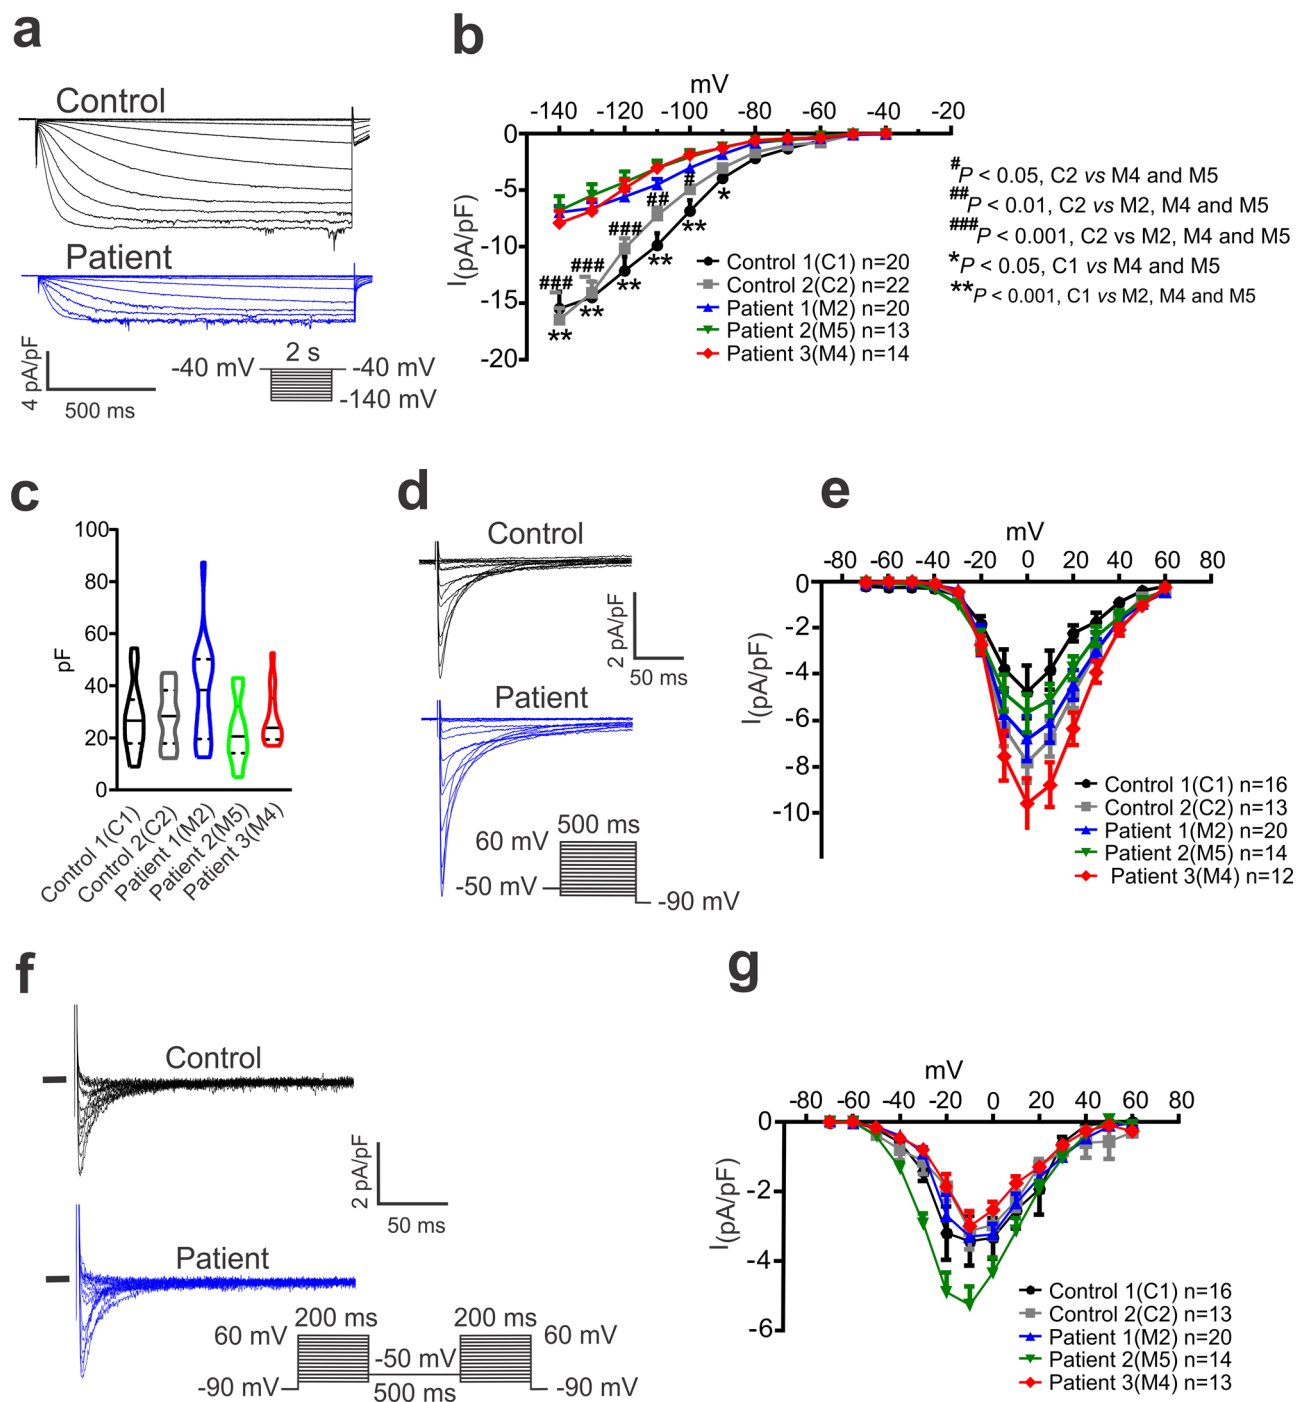 a
Control
Patient
4 pA/pF
500 ms
2 s
-40 mV
-40 mV
-140 mV
b
mV
-140 -120 -100 -80 -60 -40 -20
0
-5
-10
-15
-20
I(pA/pF)
#
##
###
###
###
*
**
**
**
**
**
Control 1(C1) n=20
Control 2(C2) n=22
Patient 1(M2) n=20
Patient 2(M5) n=13
Patient 3(M4) n=14
#P < 0.05, C2 vs M4 and M5
##P < 0.01, C2 vs M2, M4 and M5
###P < 0.001, C2 vs M2, M4 and M5
*P < 0.05, C1 vs M4 and M5
**P < 0.001, C1 vs M2, M4 and M5
c
100
80
60
40
20
0
pF
Control 1(C1)
Control 2(C2)
Patient 1(M2)
Patient 2(M5)
Patient 3(M4)
d
Control
2 pA/pF
50 ms
Patient
500 ms
60 mV
-50 mV
-90 mV
e
mV
-80 -60 -40 -20 0 20 40 60 80
0
-2
-4
-6
-8
-10
I(pA/pF)
Control 1(C1) n=16
Control 2(C2) n=13
Patient 1(M2) n=20
Patient 2(M5) n=14
Patient 3(M4) n=12
f
Control
2 pA/pF
50 ms
Patient
200 ms 200 ms
60 mV 60 mV
-50 mV
-90 mV 500 ms -90 mV
g
mV
-80 -60 -40 -20 0 20 40 60 80
0
-2
-4
-6
I(pA/pF)
Control 1(C1) n=16
Control 2(C2) n=13
Patient 1(M2) n=20
Patient 2(M5) n=14
Patient 3(M4) n=13